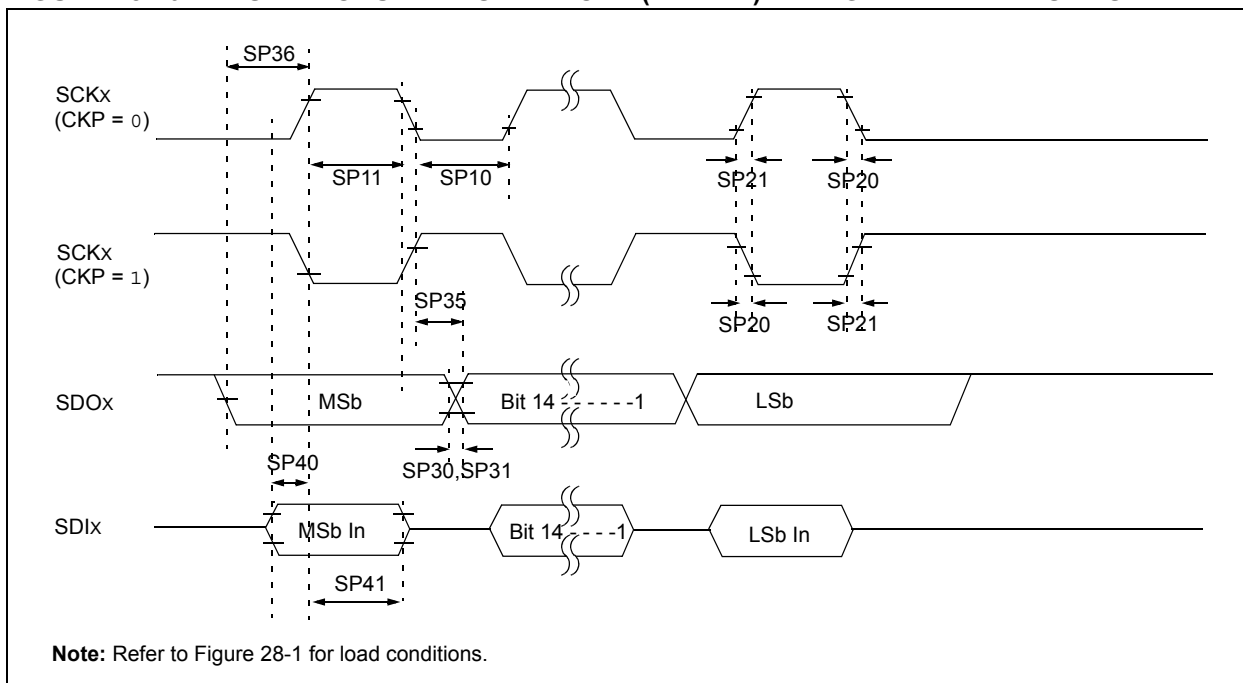 SP36
SCKx
(CKP = 0)
SP11
SP10
SP21
SP20
SCKx
(CKP = 1)
SP35
SP20
SP21
SDOx
MSb
Bit 14 - - - - - -1
LSb
SP40
SP30,SP31
SDIx
MSb In
Bit 14 - - - -1
LSb In
SP41
Note: Refer to Figure 28-1 for load conditions.